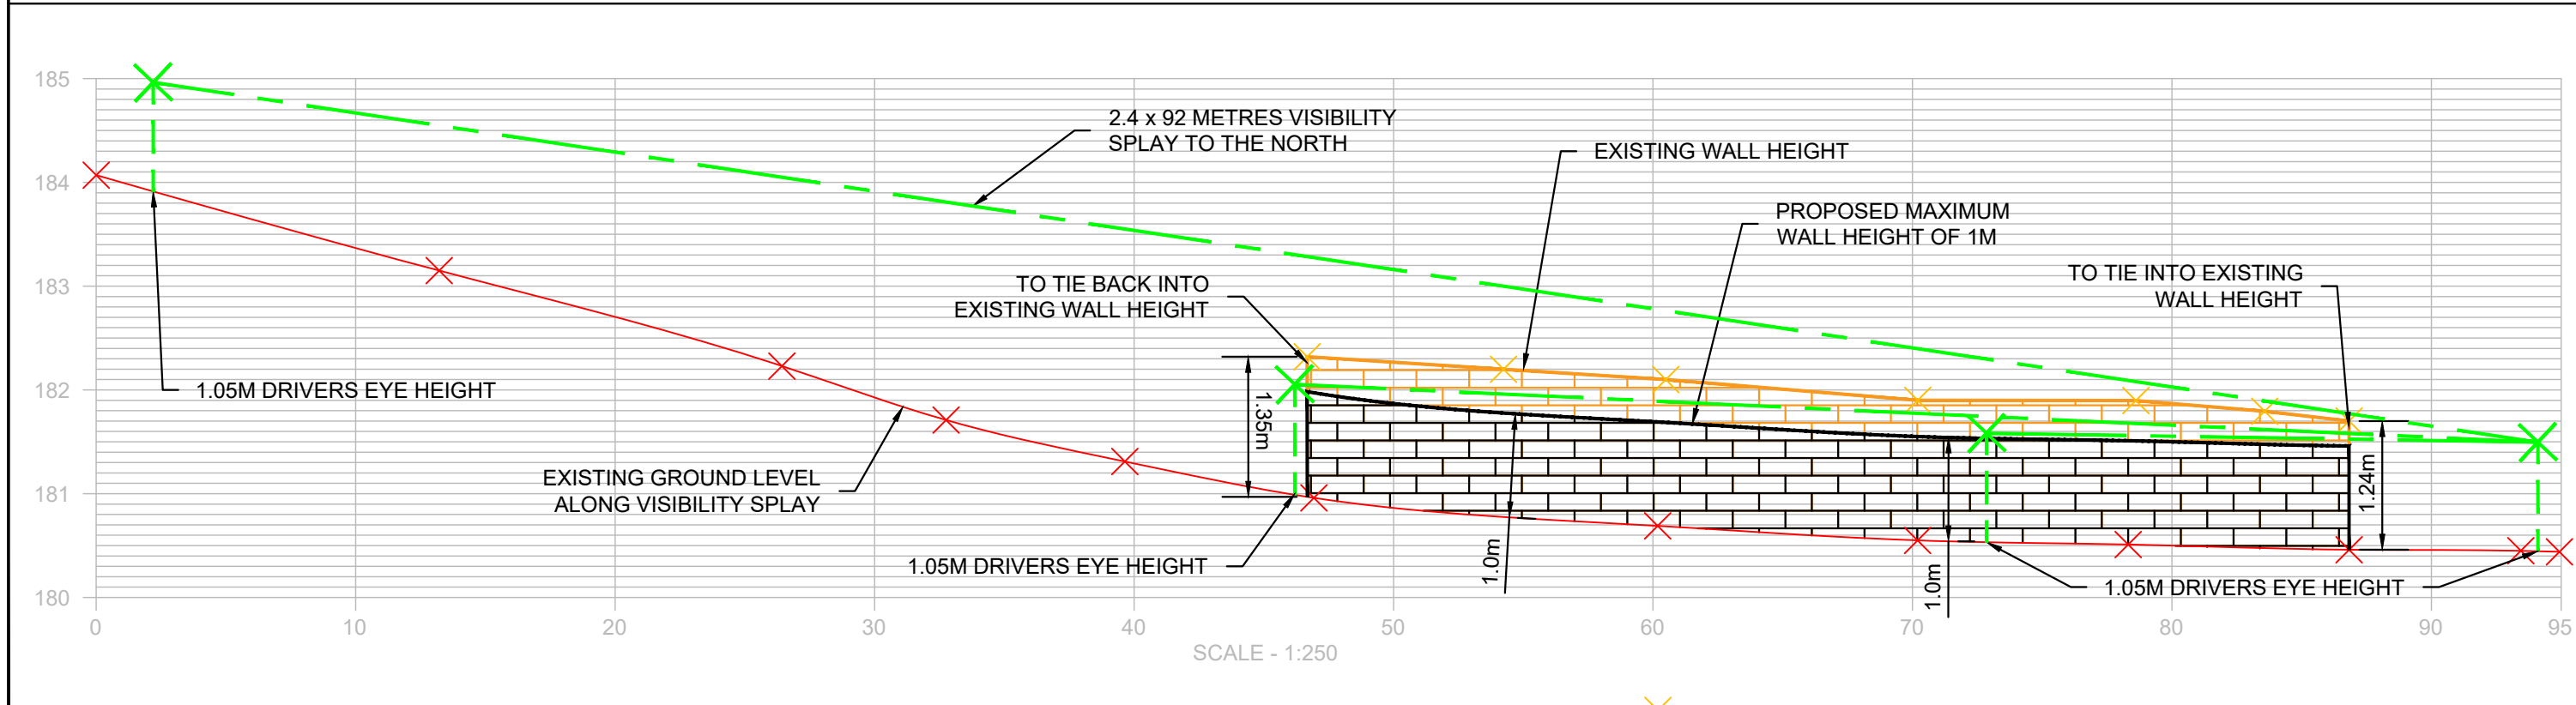 185
184
183
182
181
180
2.4 x 92 METRES VISIBILITY
SPLAY TO THE NORTH
EXISTING WALL HEIGHT
PROPOSED MAXIMUM
WALL HEIGHT OF 1M
TO TIE BACK INTO
EXISTING WALL HEIGHT
TO TIE INTO EXISTING
WALL HEIGHT
1.05M DRIVERS EYE HEIGHT
EXISTING GROUND LEVEL
ALONG VISIBILITY SPLAY
1.35m
1.24m
1.05M DRIVERS EYE HEIGHT
1.0m
1.0m
1.05M DRIVERS EYE HEIGHT
0
10
20
30
40
50
60
70
80
90
95
SCALE - 1:250